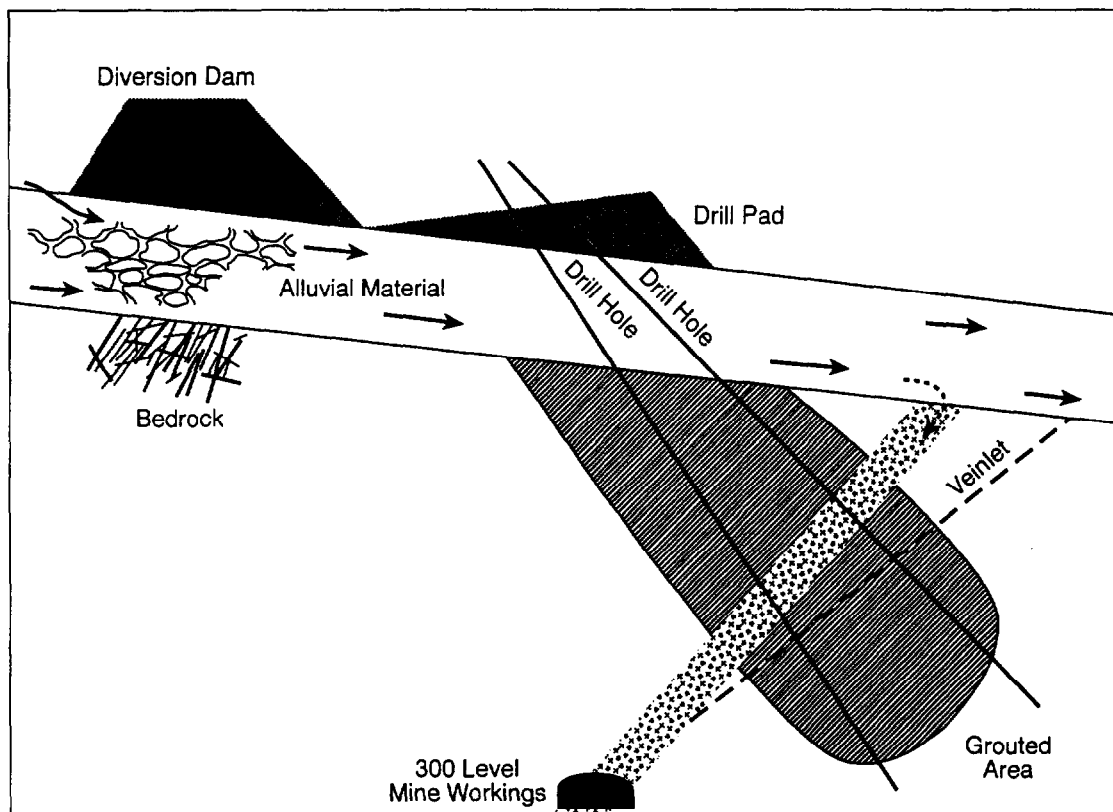 Diversion Dam
Drill Pad
Drill Hole
Drill Hole
Alluvial Material
Bedrock
Veinlet
300 Level
Mine Workings
Grouted
Area